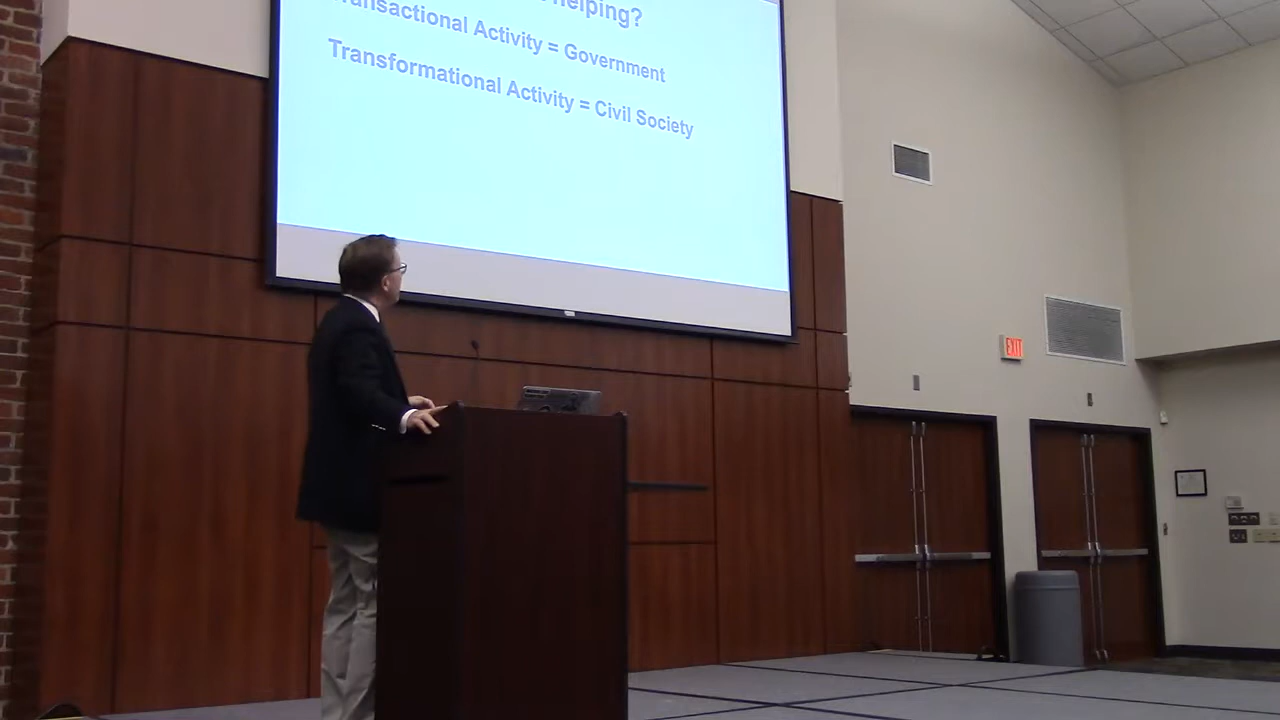 helping?
Transactional Activity = Government
Transformational Activity = Civil Society
EXIT